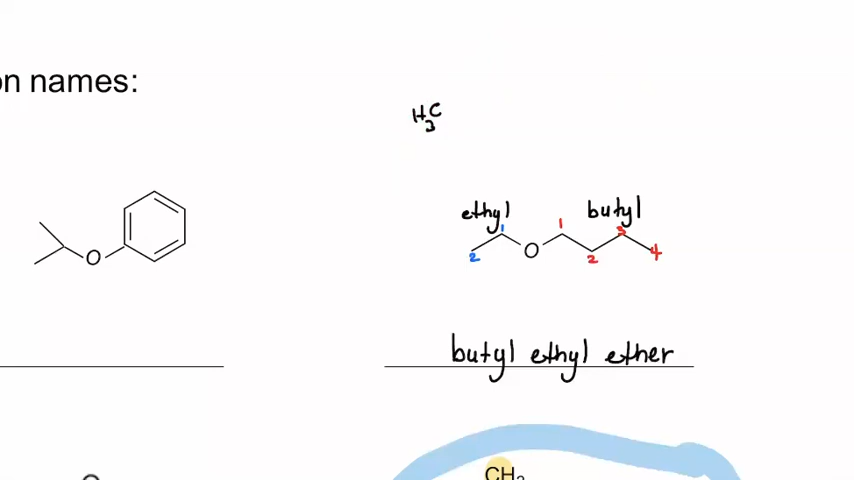 on names:
H3C
ethyl butyl
1 1 3
2 O 2 4
O
butyl ethyl ether
CH3